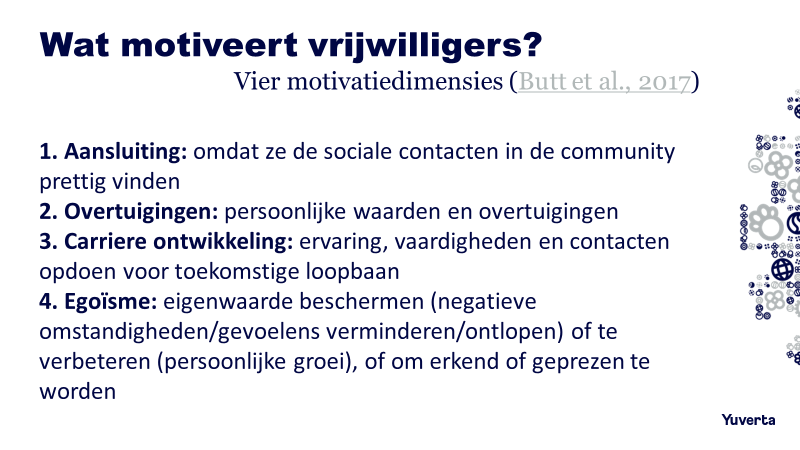 Wat motiveert vrijwilligers?
Vier motivatiedimensies (Butt et al., 2017)
1. Aansluiting: omdat ze de sociale contacten in de community
prettig vinden
2. Overtuigingen: persoonlijke waarden en overtuigingen
3. Carriere ontwikkeling: ervaring, vaardigheden en contacten
opdoen voor toekomstige loopbaan
4. Egoïsme: eigenwaarde beschermen (negatieve
omstandigheden/gevoelens verminderen/ontlopen) of te
verbeteren (persoonlijke groei), of om erkend of geprezen te
worden
Yuverta